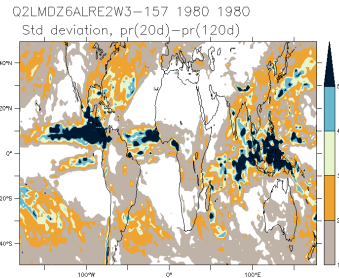 Q2LMDZ6ALRE2W3-157 1980 1980
Std deviation, pr(20d)-pr(120d)
40°N
20°N
0°
20°S
40°S
100°W 0° 100°E
5
4
3
2
1